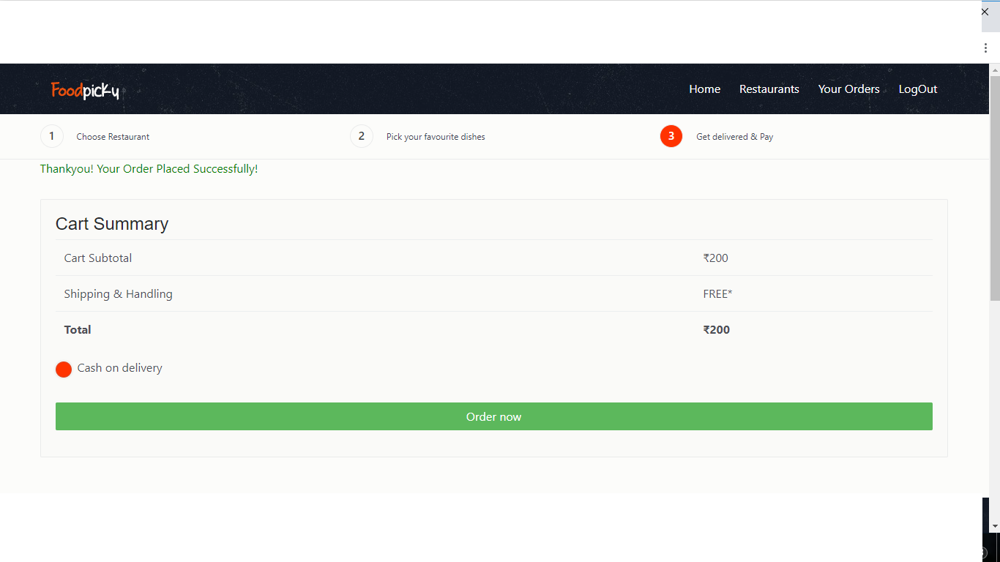 Foodpicky Home Restaurants Your Orders LogOut
1 Choose Restaurant 2 Pick your favourite dishes 3 Get delivered & Pay
Thankyou! Your Order Placed Successfully!
Cart Summary
Cart Subtotal ₹200
Shipping & Handling FREE*
Total ₹200
Cash on delivery
Order now